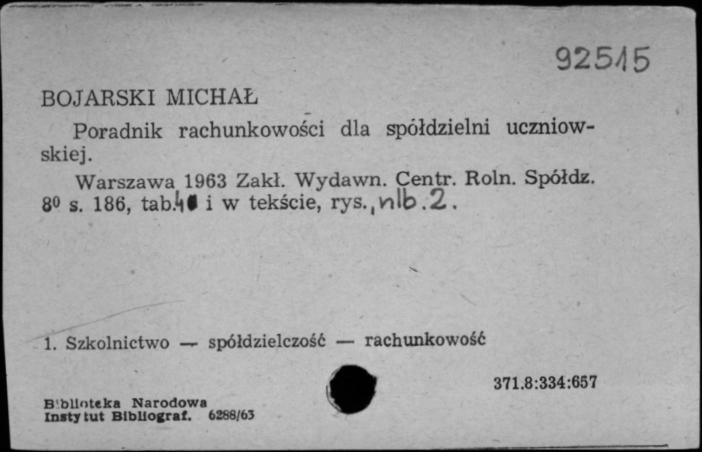 92515
BOJARSKI MICHAŁ
Poradnik rachunkowości dla spółdzielni uczniow-
skiej.
Warszawa 1963 Zakł. Wydawn. Centr. Roln. Spółdz.
8⁰ s. 186, tab. i w tekście, rys., nlb.2.
1. Szkolnictwo — spółdzielczość — rachunkowość
371.8:334:657
Biblioteka Narodowa
Instytut Bibliograf. 6288/63